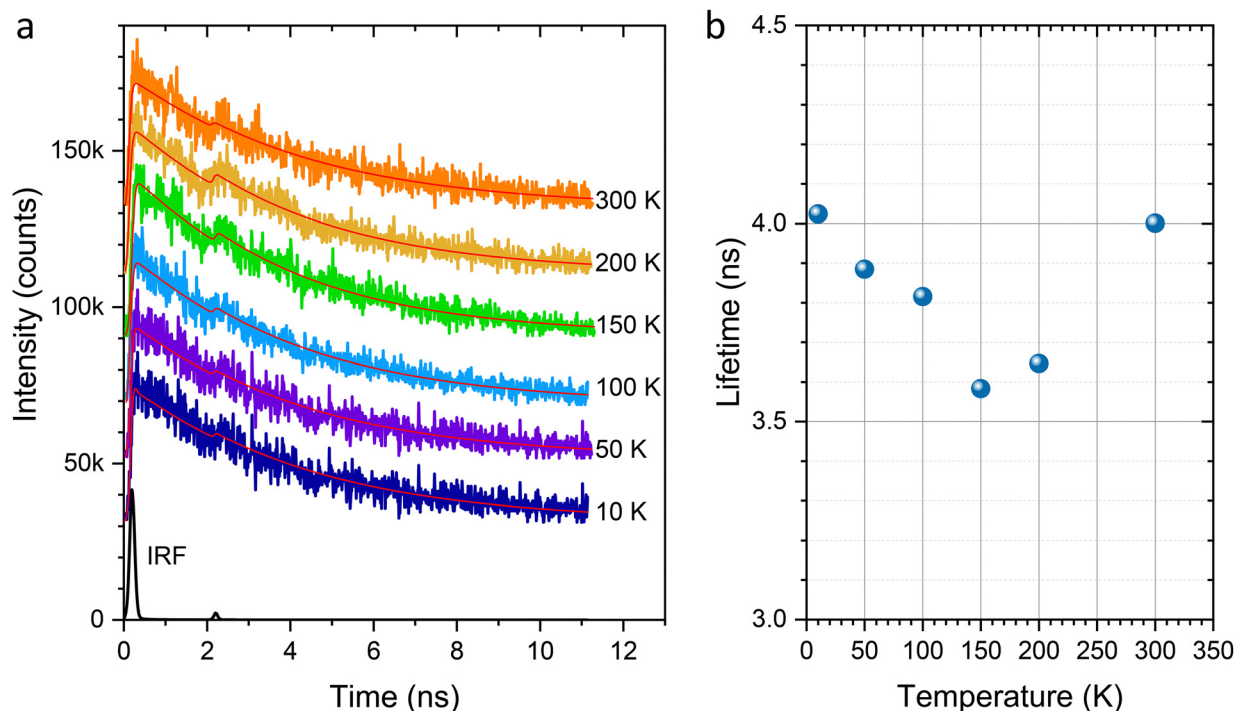 a
Intensity (counts)
150k
100k
50k
0
300 K
200 K
150 K
100 K
50 K
10 K
IRF
0 2 4 6 8 10 12
Time (ns)
b
Lifetime (ns)
4.5
4.0
3.5
3.0
0 50 100 150 200 250 300 350
Temperature (K)